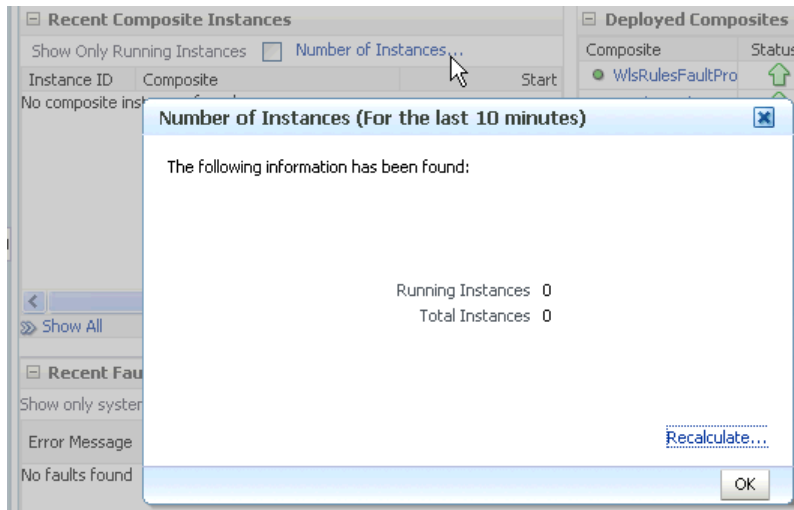 Recent Composite Instances
Deployed Composites
Show Only Running Instances
Number of Instances...
Composite
Status
Instance ID
Composite
Start
WlsRulesFaultPro
No composite
Number of Instances (For the last 10 minutes)
The following information has been found:
Running Instances 0
Total Instances 0
Show All
Recent Fau
Show only syster
Error Message
Recalculate...
No faults found
OK